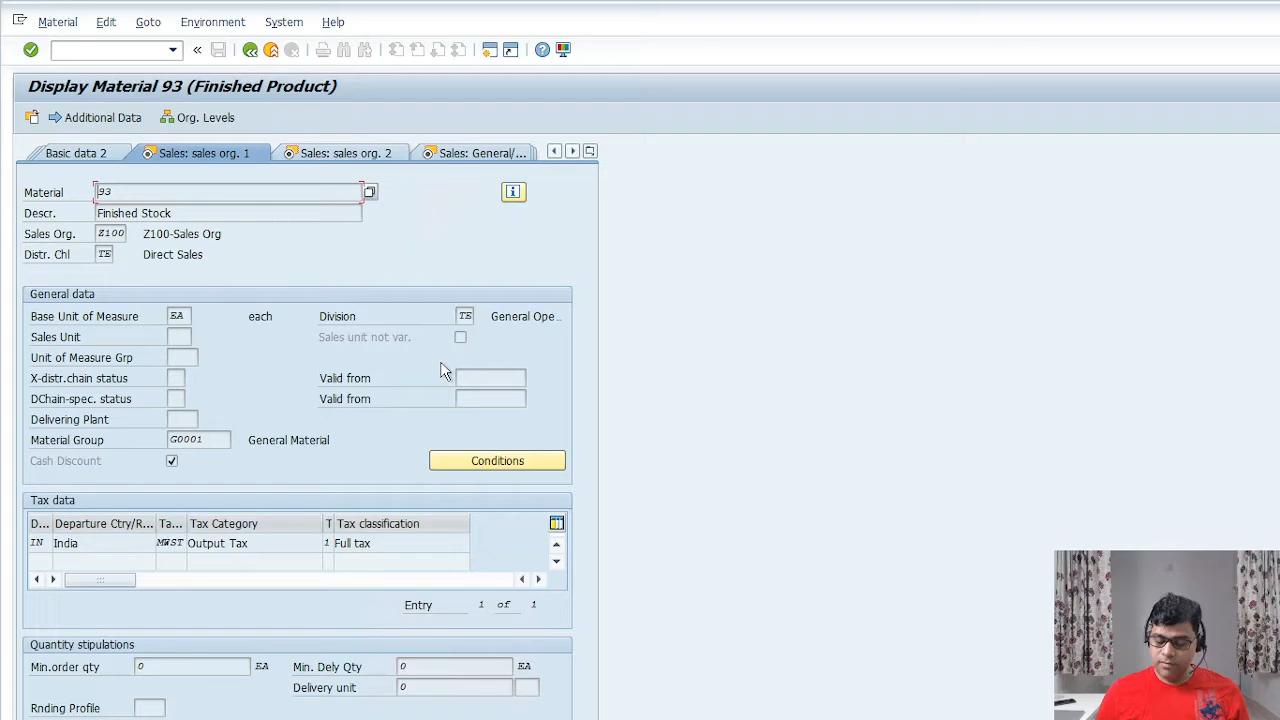 Material Edit Goto Environment System Help
Display Material 93 (Finished Product)
Additional Data Org. Levels
Basic data 2 Sales: sales org. 1 Sales: sales org. 2 Sales: General/...
Material 93
Descr. Finished Stock
Sales Org. Z100 Z100-Sales Org
Distr. Chl TE Direct Sales
General data
Base Unit of Measure EA each Division TE General Ope..
Sales Unit Sales unit not var.
Unit of Measure Grp
X-distr.chain status Valid from
DChain-spec. status Valid from
Delivering Plant
Material Group G0001 General Material
Cash Discount Conditions
Tax data
D... Departure Ctry/R... Ta... Tax Category T Tax classification
IN India MWST Output Tax 1 Full tax
Entry 1 of 1
Quantity stipulations
Min.order qty 0 EA Min. Dely Qty 0 EA
Delivery unit 0
Rnding Profile